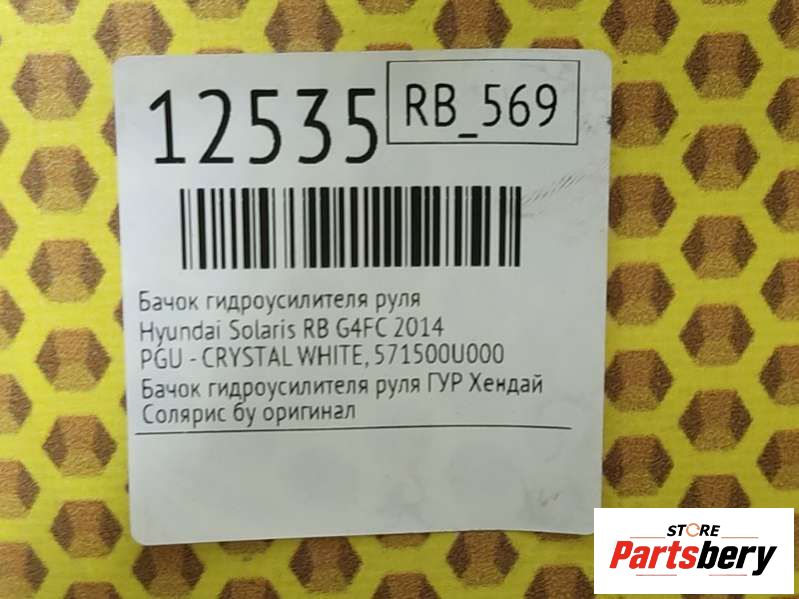 12535
RB_569
Бачок гидроусилителя руля
Hyundai Solaris RB G4FC 2014
PGU - CRYSTAL WHITE, 571500U000
Бачок гидроусилителя руля ГУР Хендай
Солярис бу оригинал
STORE
Partsbery